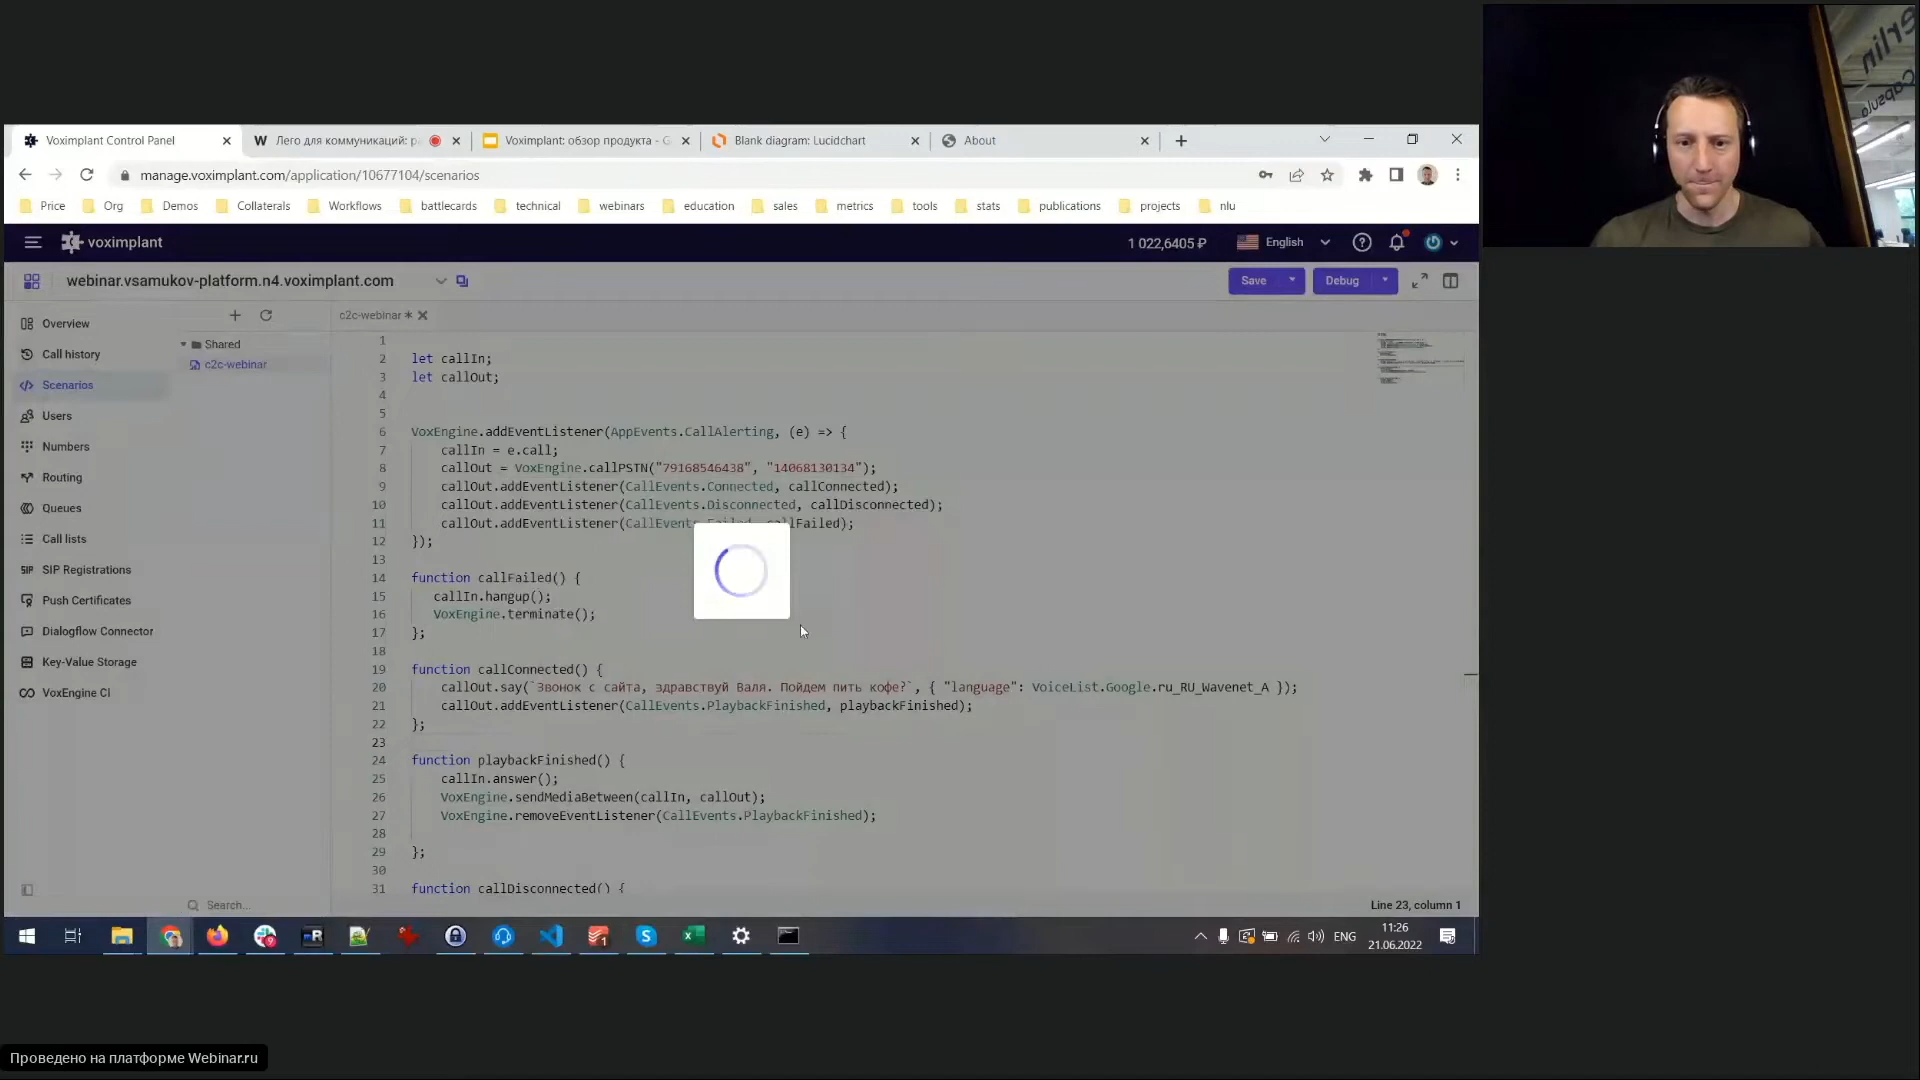 Voximplant Control Panel
Лего для коммуникаций: р
Voximplant: обзор продукта - G
Blank diagram: Lucidchart
About
manage.voximplant.com/application/10677104/scenarios
Price
Org
Demos
Collaterals
Workflows
battlecards
technical
webinars
education
sales
metrics
tools
stats
publications
projects
nlu
voximplant
1 022,6405 ₽
English
webinar.vsamukov-platform.n4.voximplant.com
Save
Debug
Overview
Call history
Scenarios
Users
Numbers
Routing
Queues
Call lists
SIP SIP Registrations
Push Certificates
Dialogflow Connector
Key-Value Storage
VoxEngine CI
Shared
c2c-webinar
Search...
c2c-webinar *
1
2 let callIn;
3 let callOut;
4
5
6 VoxEngine.addEventListener(AppEvents.CallAlerting, (e) => {
7 callIn = e.call;
8 callOut = VoxEngine.callPSTN("79168546438", "14068130134");
9 callOut.addEventListener(CallEvents.Connected, callConnected);
10 callOut.addEventListener(CallEvents.Disconnected, callDisconnected);
11 callOut.addEventListener(CallEvents.Failed, callFailed);
12 });
13
14 function callFailed() {
15 callIn.hangup();
16 VoxEngine.terminate();
17 };
18
19 function callConnected() {
20 callOut.say(`Звонок с сайта, здравствуй Валя. Пойдем пить кофе?`, { "language": VoiceList.Google.ru_RU_Wavenet_A });
21 callOut.addEventListener(CallEvents.PlaybackFinished, playbackFinished);
22 };
23
24 function playbackFinished() {
25 callIn.answer();
26 VoxEngine.sendMediaBetween(callIn, callOut);
27 VoxEngine.removeEventListener(CallEvents.PlaybackFinished);
28
29 };
30
31 function callDisconnected() {
Line 23, column 1
ENG
11:26
21.06.2022
Проведено на платформе Webinar.ru